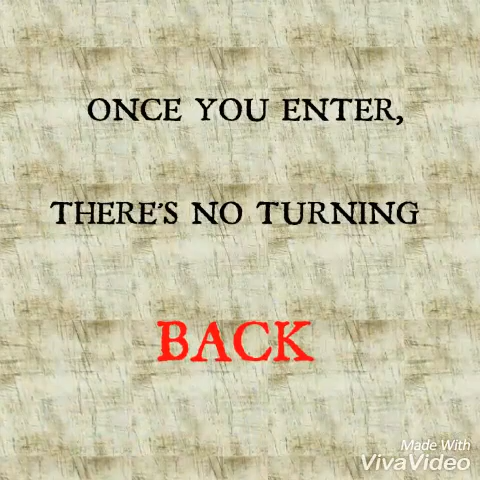 ONCE YOU ENTER,
THERE'S NO TURNING
BACK
Made With
VivaVideo